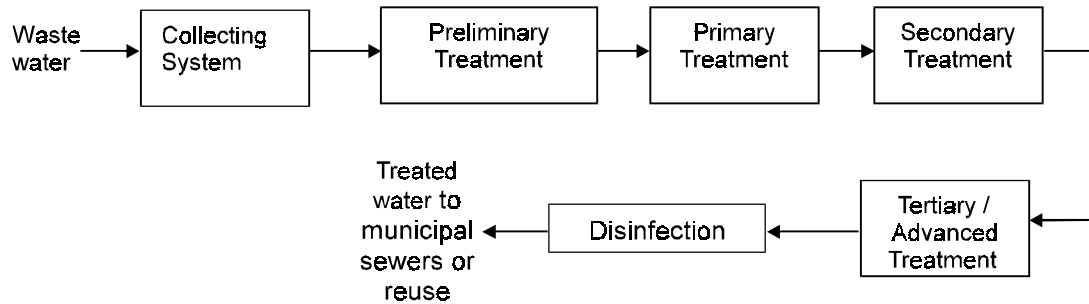 Waste
water
Collecting
System
Preliminary
Treatment
Primary
Treatment
Secondary
Treatment
Tertiary /
Advanced
Treatment
Disinfection
Treated
water to
municipal
sewers or
reuse